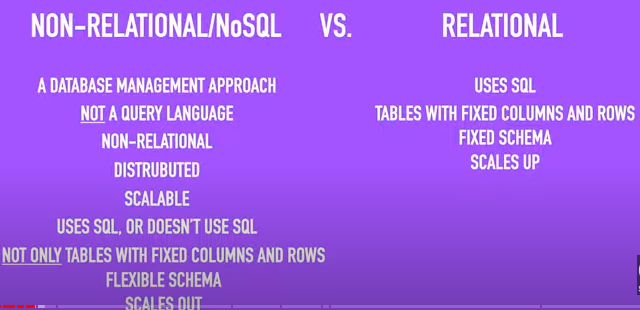 NON-RELATIONAL/NoSQL VS. RELATIONAL
A DATABASE MANAGEMENT APPROACH
NOT A QUERY LANGUAGE
NON-RELATIONAL
DISTRUBUTED
SCALABLE
USES SQL, OR DOESN'T USE SQL
NOT ONLY TABLES WITH FIXED COLUMNS AND ROWS
FLEXIBLE SCHEMA
SCALES OUT
USES SQL
TABLES WITH FIXED COLUMNS AND ROWS
FIXED SCHEMA
SCALES UP